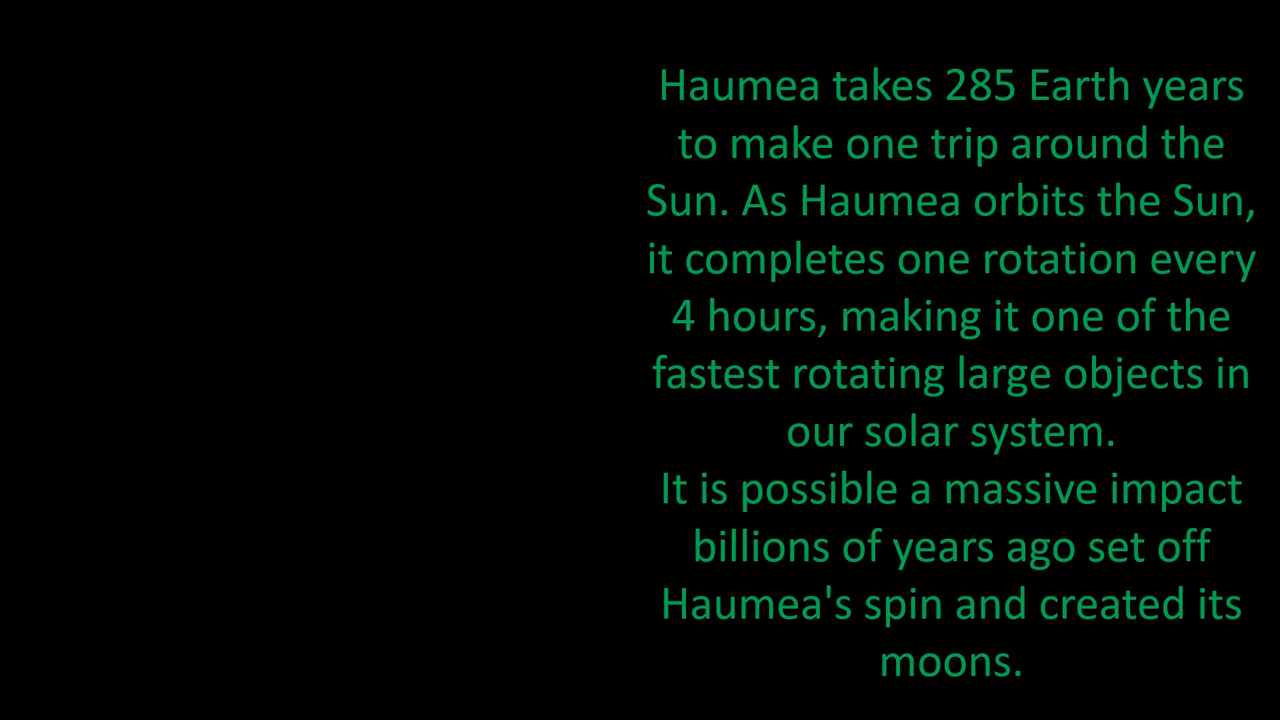 Haumea takes 285 Earth years
to make one trip around the
Sun. As Haumea orbits the Sun,
it completes one rotation every
4 hours, making it one of the
fastest rotating large objects in
our solar system.
It is possible a massive impact
billions of years ago set off
Haumea's spin and created its
moons.